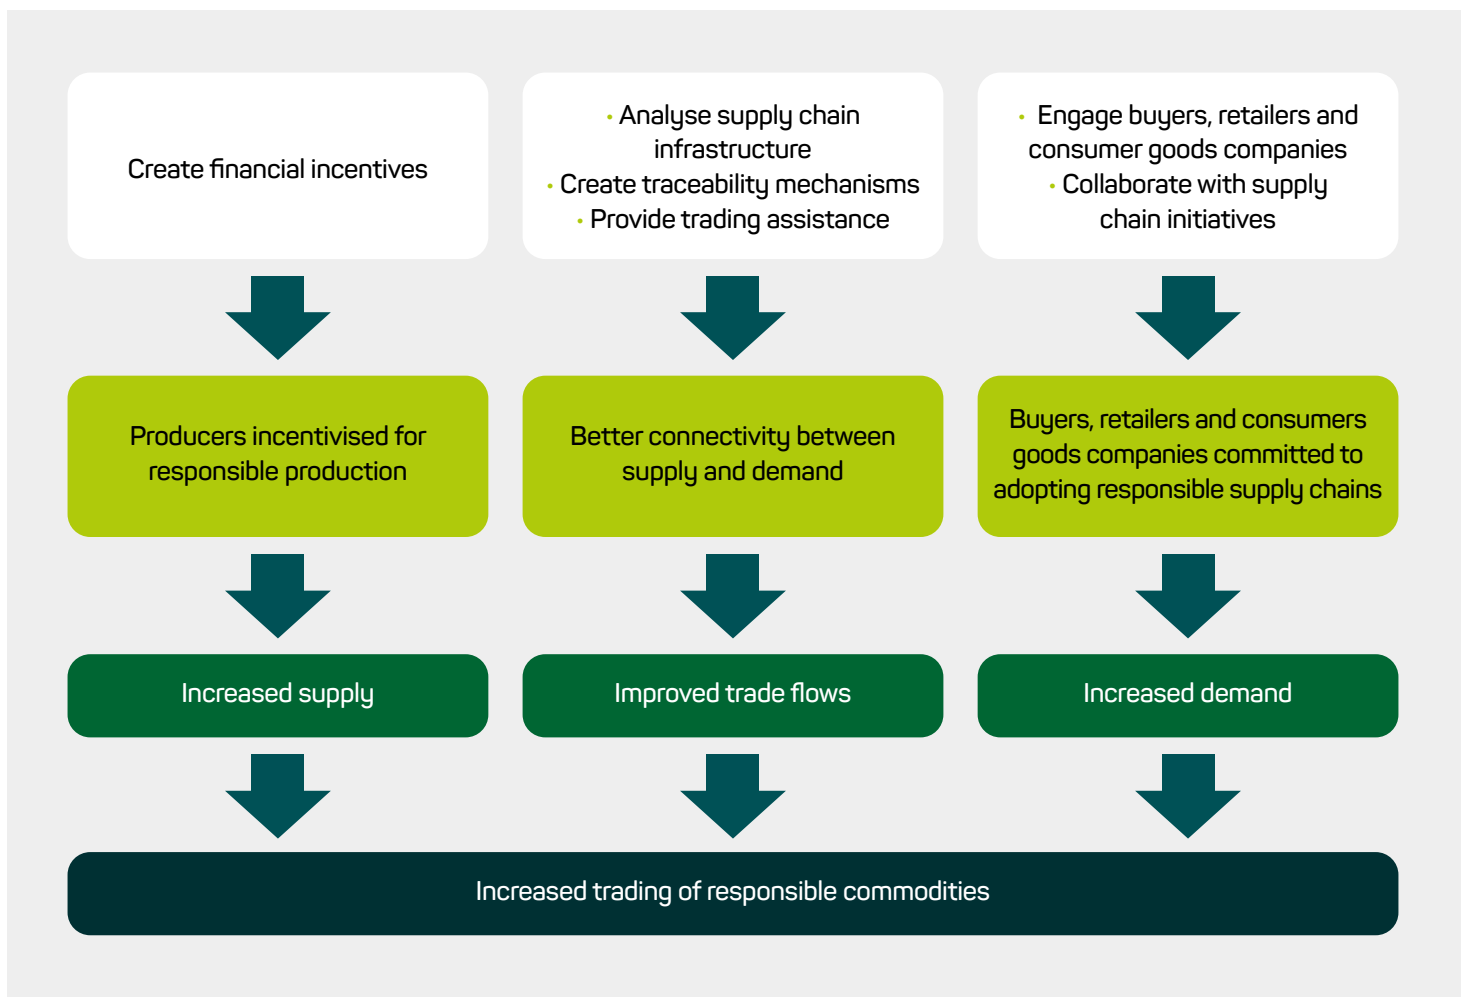 Create financial incentives
• Analyse supply chain
infrastructure
• Create traceability mechanisms
• Provide trading assistance
• Engage buyers, retailers and
consumer goods companies
• Collaborate with supply
chain initiatives
Producers incentivised for
responsible production
Better connectivity between
supply and demand
Buyers, retailers and consumers
goods companies committed to
adopting responsible supply chains
Increased supply
Improved trade flows
Increased demand
Increased trading of responsible commodities